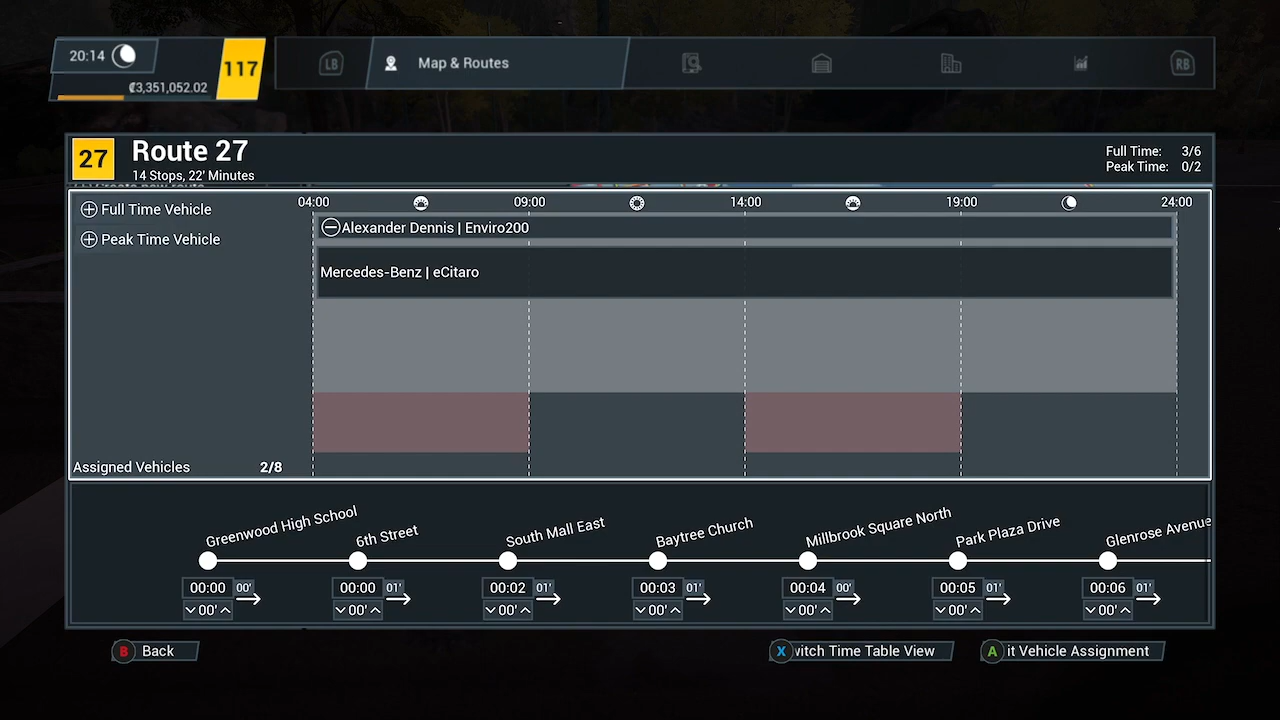 20:14
₡3,351,052.02
117
LB
Map & Routes
RB
27
Route 27
14 Stops, 22' Minutes
Full Time: 3/6
Peak Time: 0/2
Create new route
Full Time Vehicle
Peak Time Vehicle
04:00 09:00 14:00 19:00 24:00
Alexander Dennis | Enviro200
Mercedes-Benz | eCitaro
Assigned Vehicles 2/8
Greenwood High School 6th Street South Mall East Baytree Church Millbrook Square North Park Plaza Drive Glenrose Avenue
00:00 00' 00:00 01' 00:02 01' 00:03 01' 00:04 00' 00:05 01' 00:06 01'
00' 00' 00' 00' 00' 00' 00'
B Back
X witch Time Table View
A it Vehicle Assignment